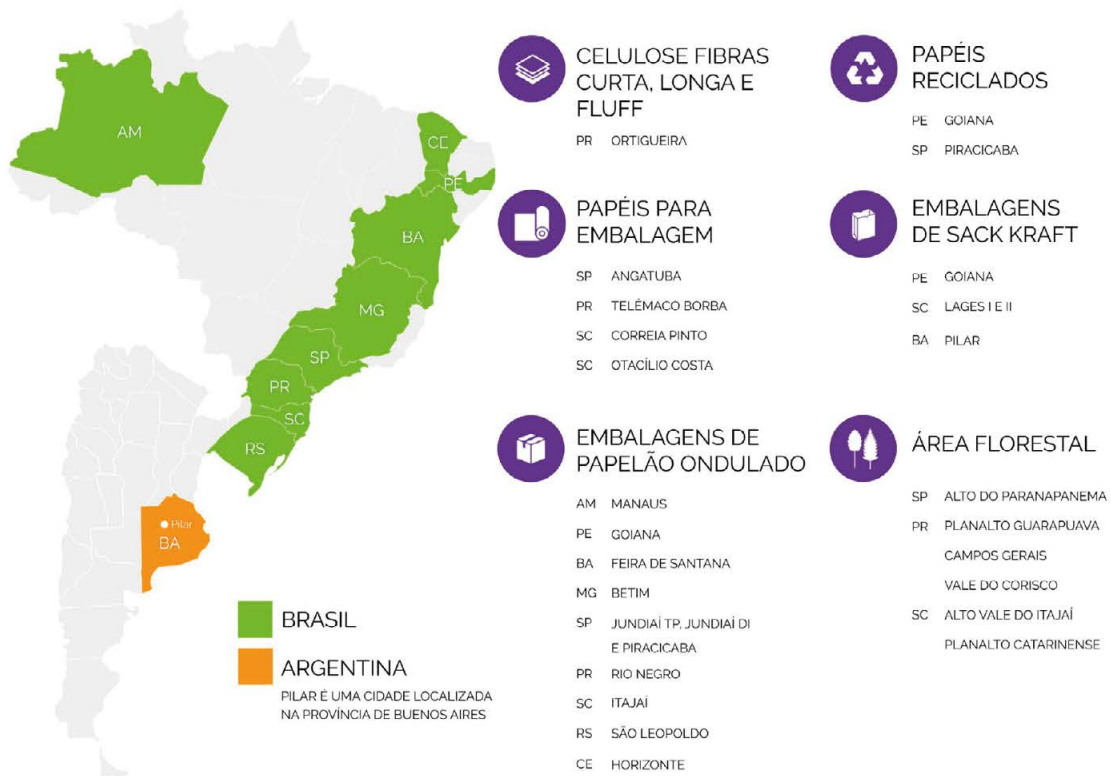 AM
CE
PE
BA
MG
SP
PR
SC
RS
Pilar
BA
BRASIL
ARGENTINA
PILAR É UMA CIDADE LOCALIZADA
NA PROVÍNCIA DE BUENOS AIRES
CELULOSE FIBRAS
CURTA, LONGA E
FLUFF
PR ORTIGUEIRA
PAPÉIS PARA
EMBALAGEM
SP ANGATUBA
PR TELÊMACO BORBA
SC CORREIA PINTO
SC OTACÍLIO COSTA
EMBALAGENS DE
PAPELÃO ONDULADO
AM MANAUS
PE GOIANA
BA FEIRA DE SANTANA
MG BETIM
SP JUNDIAÍ TP, JUNDIAÍ DI
E PIRACICABA
PR RIO NEGRO
SC ITAJAÍ
RS SÃO LEOPOLDO
CE HORIZONTE
PAPÉIS
RECICLADOS
PE GOIANA
SP PIRACICABA
EMBALAGENS
DE SACK KRAFT
PE GOIANA
SC LAGES I E II
BA PILAR
ÁREA FLORESTAL
SP ALTO DO PARANAPANEMA
PR PLANALTO GUARAPUAVA
CAMPOS GERAIS
VALE DO CORISCO
SC ALTO VALE DO ITAJAÍ
PLANALTO CATARINENSE